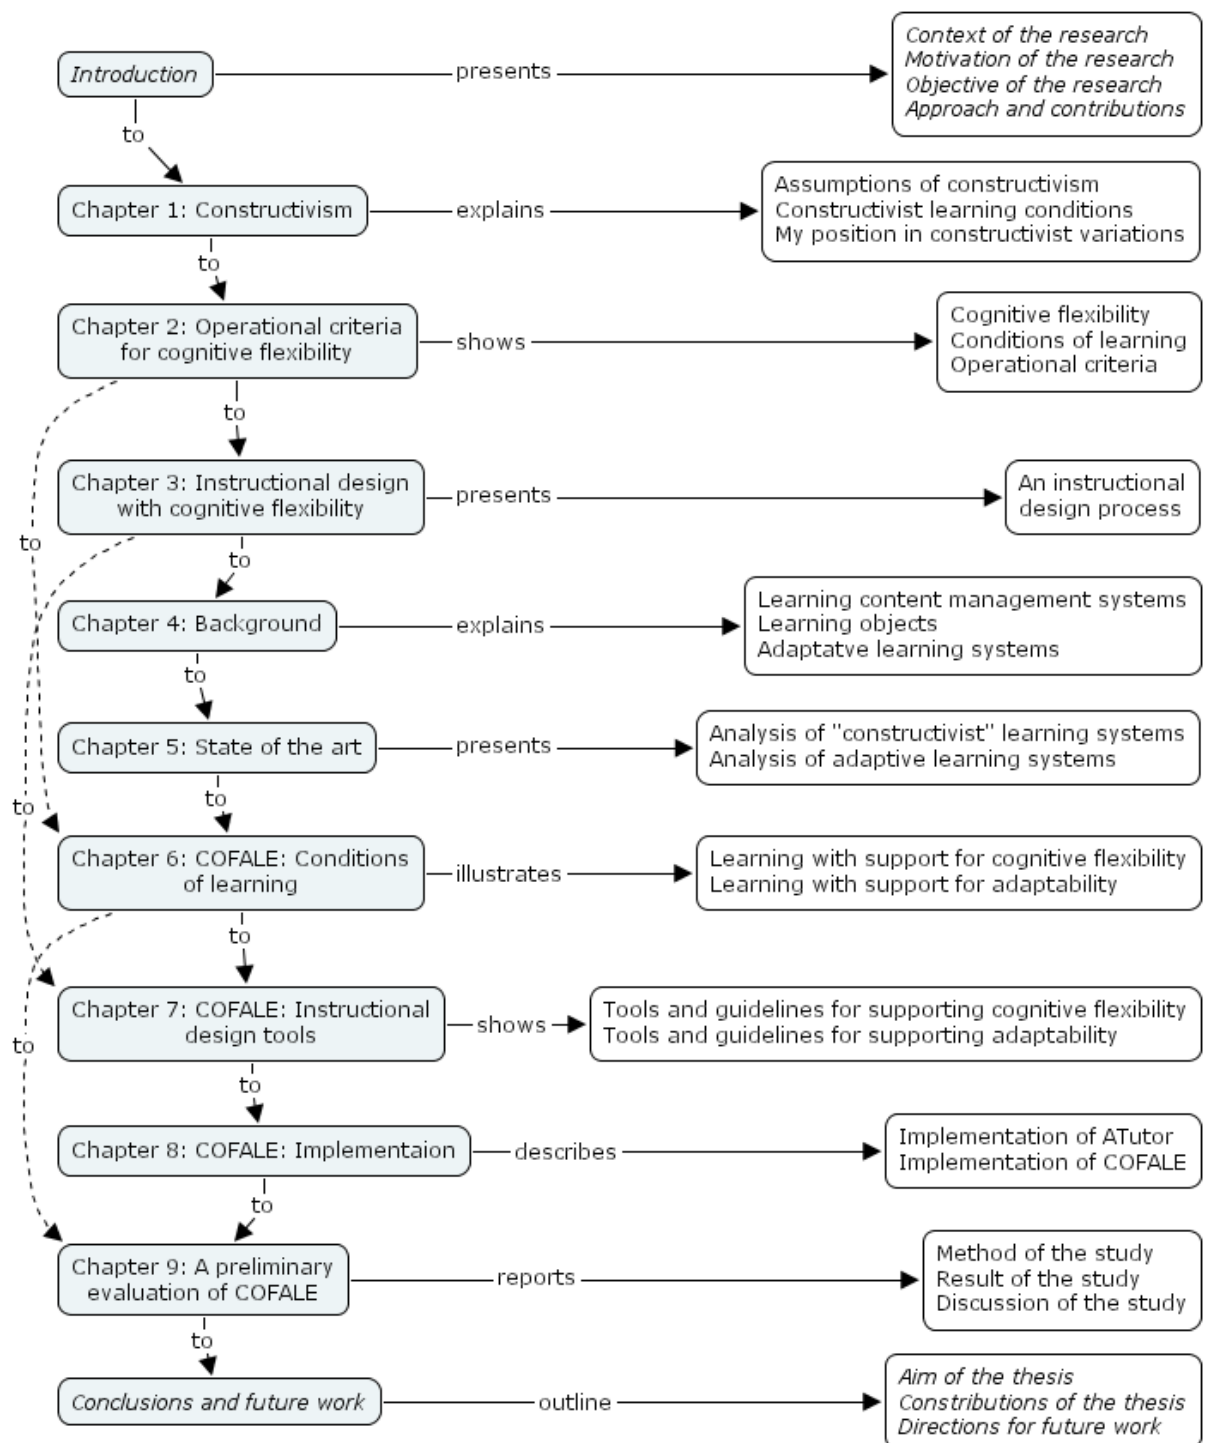 Introduction
presents
Context of the research
Motivation of the research
Objective of the research
Approach and contributions
to
Chapter 1: Constructivism
explains
Assumptions of constructivism
Constructivist learning conditions
My position in constructivist variations
to
Chapter 2: Operational criteria
for cognitive flexibility
shows
Cognitive flexibility
Conditions of learning
Operational criteria
to
Chapter 3: Instructional design
with cognitive flexibility
presents
An instructional
design process
to
to
Chapter 4: Background
explains
Learning content management systems
Learning objects
Adaptatve learning systems
to
Chapter 5: State of the art
presents
Analysis of "constructivist" learning systems
Analysis of adaptive learning systems
to
to
Chapter 6: COFALE: Conditions
of learning
illustrates
Learning with support for cognitive flexibility
Learning with support for adaptability
to
Chapter 7: COFALE: Instructional
design tools
shows
Tools and guidelines for supporting cognitive flexibility
Tools and guidelines for supporting adaptability
to
to
Chapter 8: COFALE: Implementaion
describes
Implementation of ATutor
Implementation of COFALE
to
Chapter 9: A preliminary
evaluation of COFALE
reports
Method of the study
Result of the study
Discussion of the study
to
Conclusions and future work
outline
Aim of the thesis
Constributions of the thesis
Directions for future work